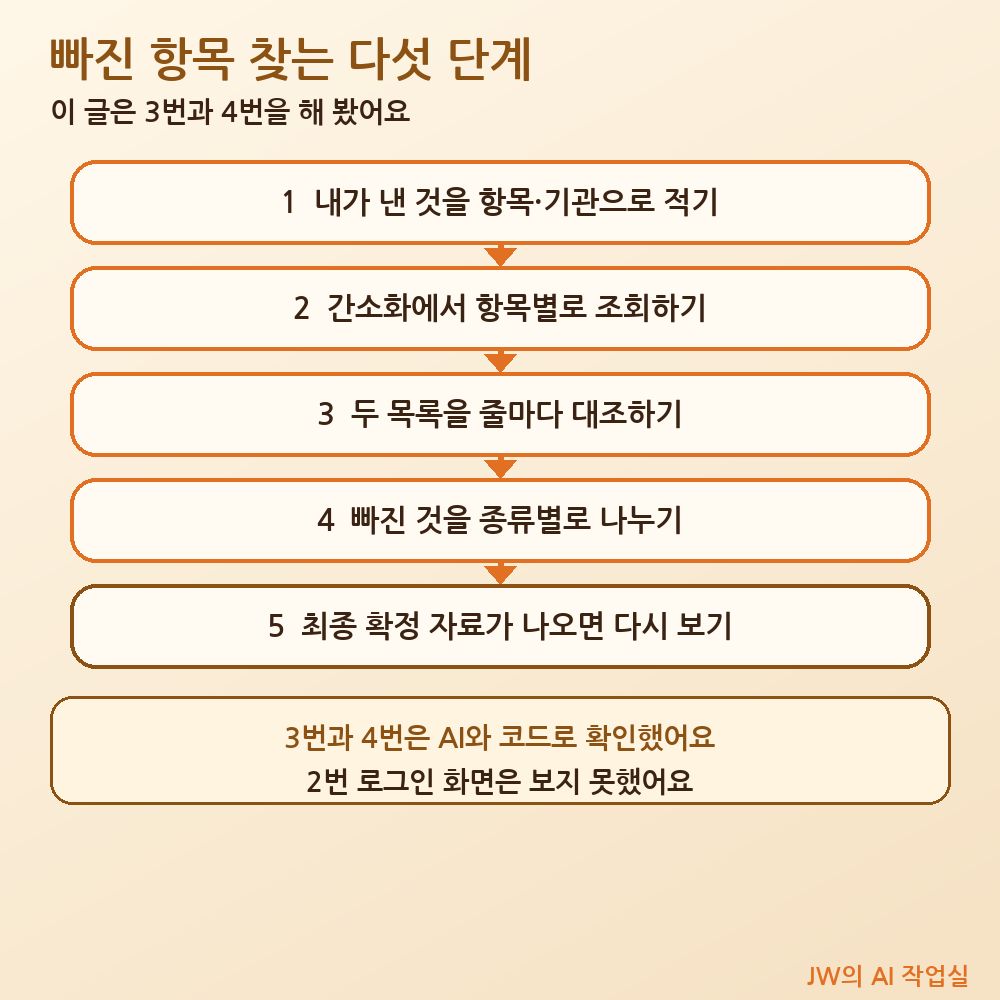 빠진 항목 찾는 다섯 단계
이 글은 3번과 4번을 해 봤어요
1 내가 낸 것을 항목·기관으로 적기
2 간소화에서 항목별로 조회하기
3 두 목록을 줄마다 대조하기
4 빠진 것을 종류별로 나누기
5 최종 확정 자료가 나오면 다시 보기
3번과 4번은 AI와 코드로 확인했어요
2번 로그인 화면은 보지 못했어요
JW의 AI 작업실